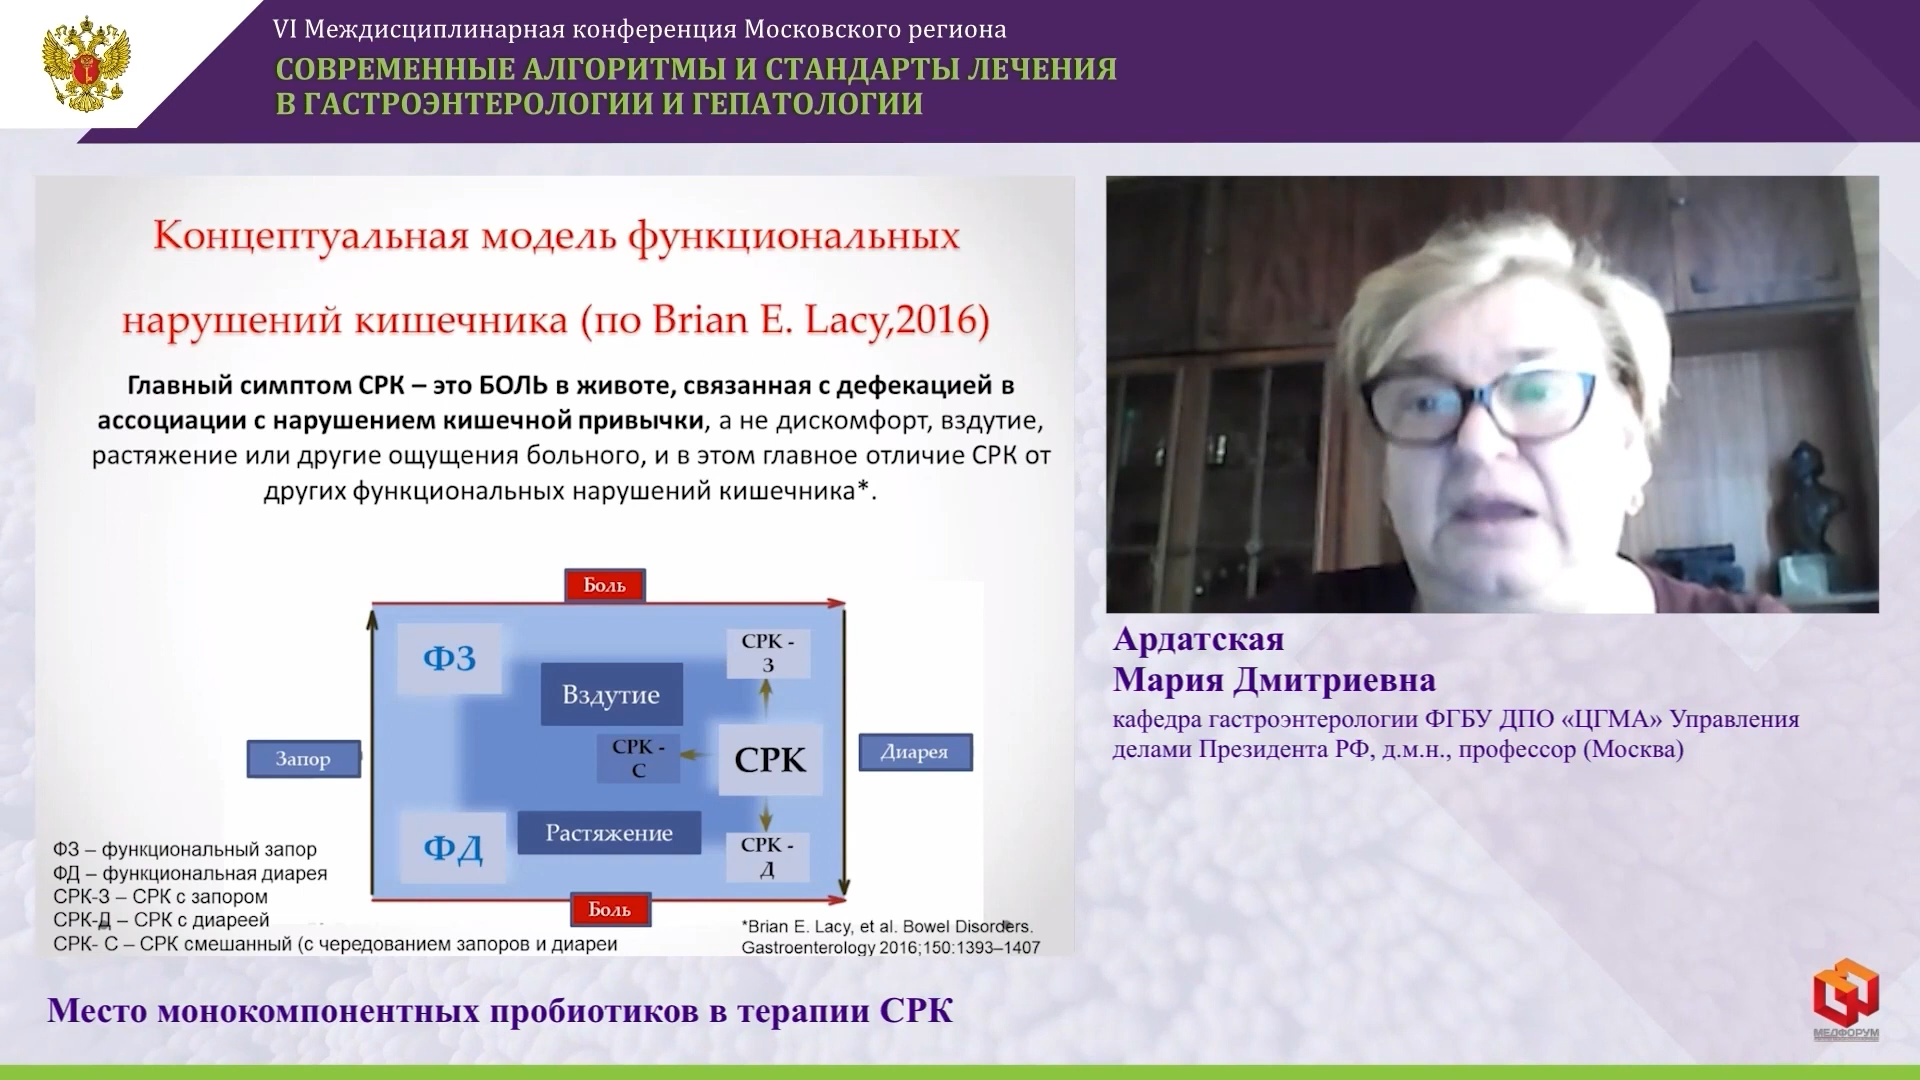 VI Междисциплинарная конференция Московского региона
СОВРЕМЕННЫЕ АЛГОРИТМЫ И СТАНДАРТЫ ЛЕЧЕНИЯ
В ГАСТРОЭНТЕРОЛОГИИ И ГЕПАТОЛОГИИ
Концептуальная модель функциональных
нарушений кишечника (по Brian E. Lacy,2016)
Главный симптом СРК – это БОЛЬ в животе, связанная с дефекацией в
ассоциации с нарушением кишечной привычки, а не дискомфорт, вздутие,
растяжение или другие ощущения больного, и в этом главное отличие СРК от
других функциональных нарушений кишечника*.
Боль
ФЗ
СРК -
З
Вздутие
Запор
СРК -
С
СРК
Диарея
ФД
Растяжение
СРК -
Д
Боль
ФЗ – функциональный запор
ФД – функциональная диарея
СРК-З – СРК с запором
СРК-Д – СРК с диареей
СРК- С – СРК смешанный (с чередованием запоров и диареи
*Brian E. Lacy, et al. Bowel Disorders.
Gastroenterology 2016;150:1393–1407
Ардатская
Мария Дмитриевна
кафедра гастроэнтерологии ФГБУ ДПО «ЦГМА» Управления
делами Президента РФ, д.м.н., профессор (Москва)
Место монокомпонентных пробиотиков в терапии СРК
МЕДФОРУМ